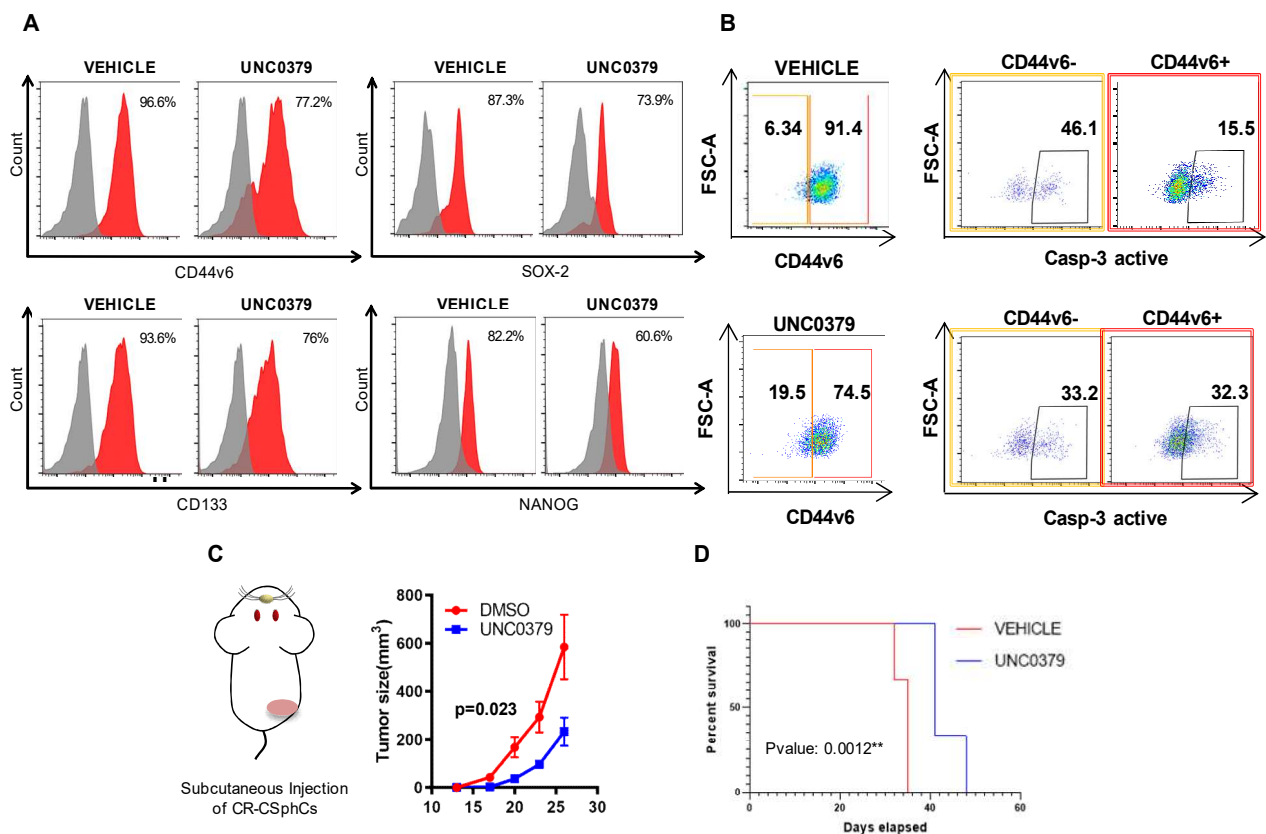 A
VEHICLE
UNC0379
96.6%
77.2%
Count
CD44v6
VEHICLE
UNC0379
87.3%
73.9%
Count
SOX-2
VEHICLE
UNC0379
93.6%
76%
Count
CD133
VEHICLE
UNC0379
82.2%
60.6%
Count
NANOG
B
VEHICLE
6.34 91.4
FSC-A
CD44v6
CD44v6- CD44v6+
46.1 15.5
FSC-A
Casp-3 active
UNC0379
19.5 74.5
FSC-A
CD44v6
CD44v6- CD44v6+
33.2 32.3
FSC-A
Casp-3 active
C
Subcutaneous Injection
of CR-CSphCs
Tumor size(mm³)
800
600
400
200
0
10 15 20 25 30
DMSO
UNC0379
p=0.023
D
Percent survival
100
50
0
0 20 40 60
Days elapsed
VEHICLE
UNC0379
Pvalue: 0.0012**